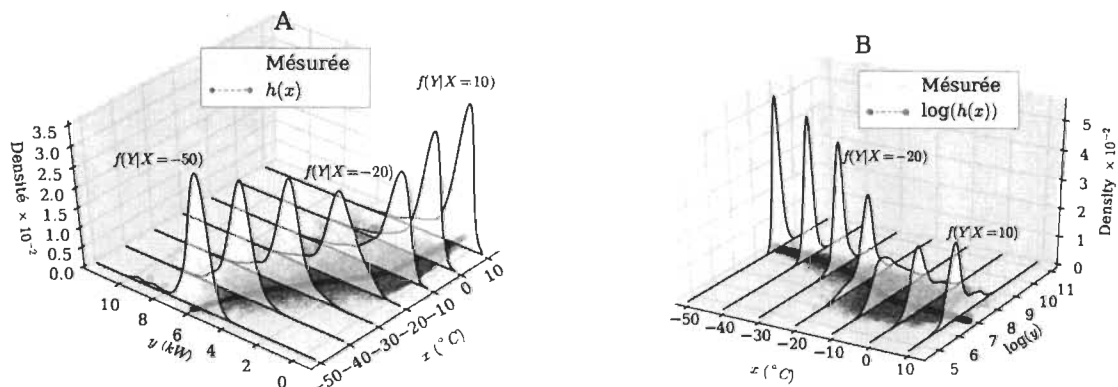 A
Mésurée
h(x)
f(Y|X=10)
f(Y|X=−50)
f(Y|X=−20)
Densité × 10⁻²
3.5
3.0
2.5
2.0
1.5
1.0
0.5
0.0
10
8
6
4
2
0
y (kW)
−50
−40
−30
−20
−10
0
10
x (°C)
B
Mésurée
log(h(x))
f(Y|X=−20)
f(Y|X=10)
Density × 10⁻²
5
4
3
2
1
0
−50
−40
−30
−20
−10
0
10
x (°C)
5
6
7
8
9
10
11
log(y)